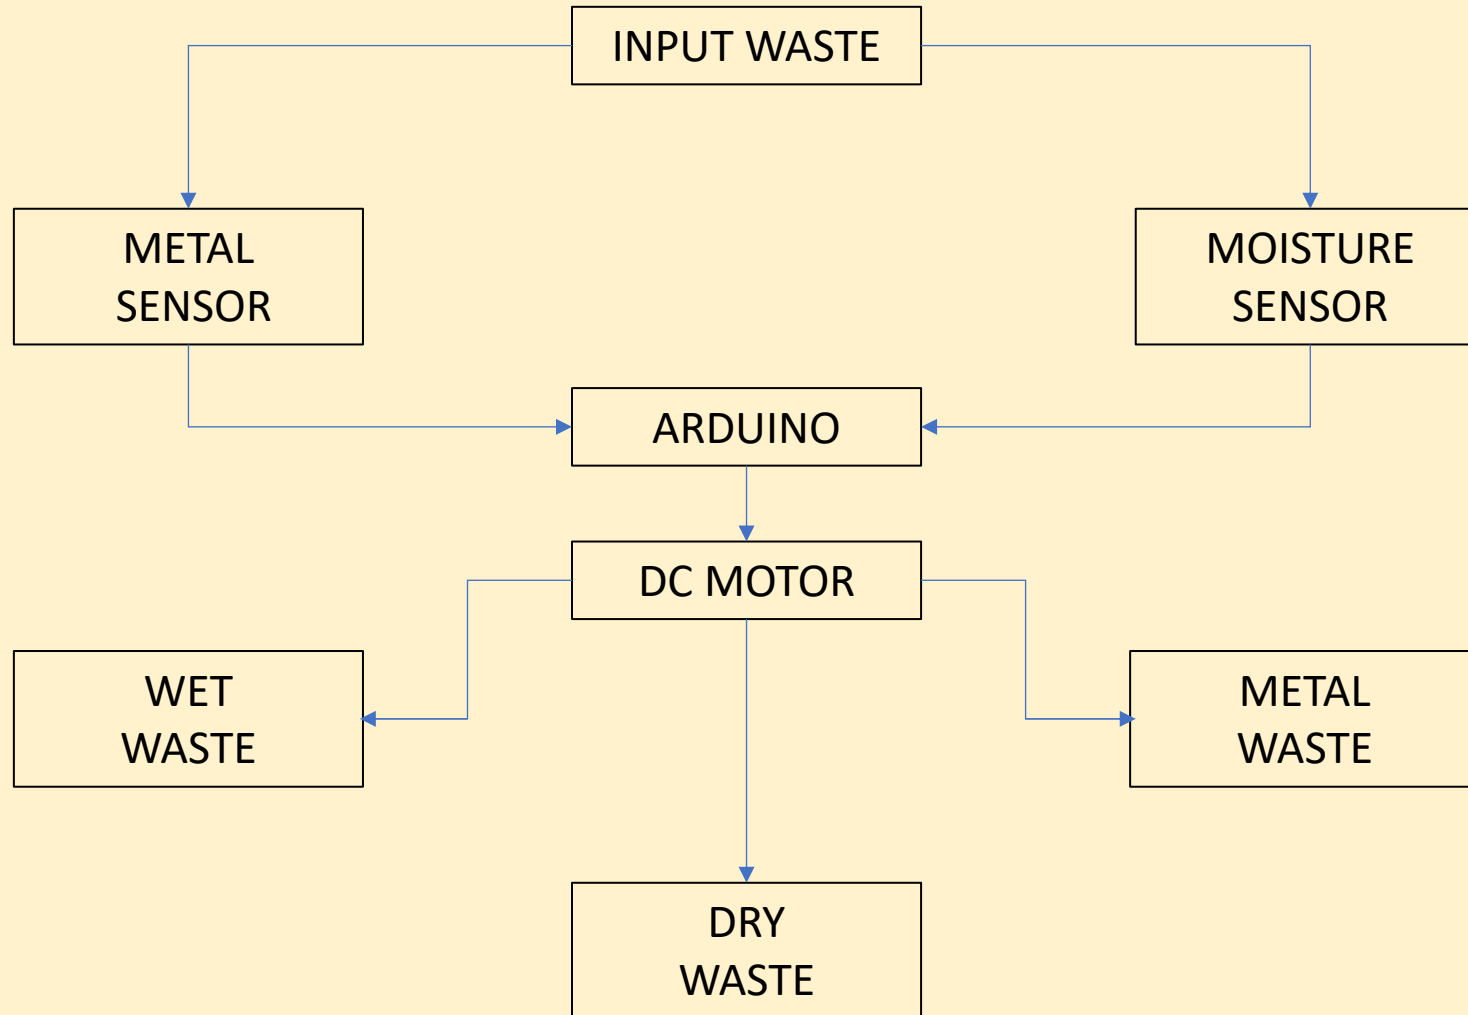 INPUT WASTE
METAL
SENSOR
MOISTURE
SENSOR
ARDUINO
DC MOTOR
WET
WASTE
METAL
WASTE
DRY
WASTE